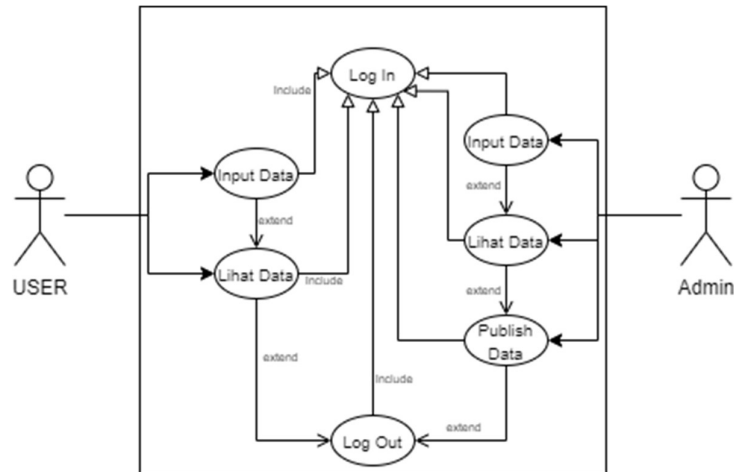 Log In
Include
Input Data
Input Data
extend
extend
Lihat Data
Lihat Data
Include
USER
Admin
extend
Publish
Data
extend
Include
extend
Log Out